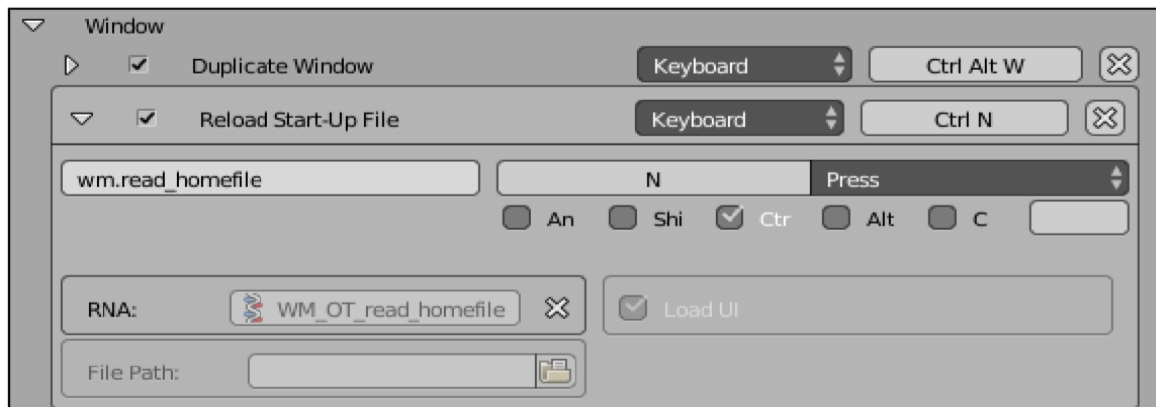 Window
Duplicate Window Keyboard Ctrl Alt W
Reload Start-Up File Keyboard Ctrl N
wm.read_homefile N Press
An Shi Ctr Alt C
RNA: WM_OT_read_homefile Load UI
File Path: